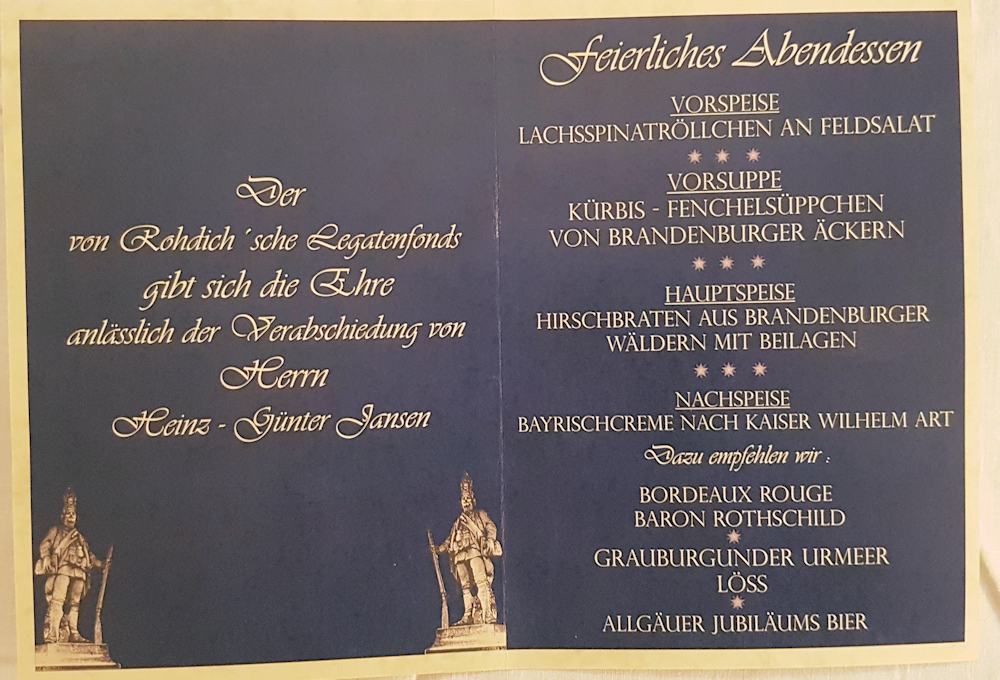 Der
von Rohdich´sche Legatenfonds
gibt sich die Ehre
anlässlich der Verabschiedung von
Herrn
Heinz - Günter Jansen
Feierliches Abendessen
VORSPEISE
LACHSSPINATRÖLLCHEN AN FELDSALAT
VORSUPPE
KÜRBIS - FENCHELSÜPPCHEN
VON BRANDENBURGER ÄCKERN
HAUPTSPEISE
HIRSCHBRATEN AUS BRANDENBURGER
WÄLDERN MIT BEILAGEN
NACHSPEISE
BAYRISCHCREME NACH KAISER WILHELM ART
Dazu empfehlen wir :
BORDEAUX ROUGE
BARON ROTHSCHILD
GRAUBURGUNDER URMEER
LÖSS
ALLGÄUER JUBILÄUMS BIER